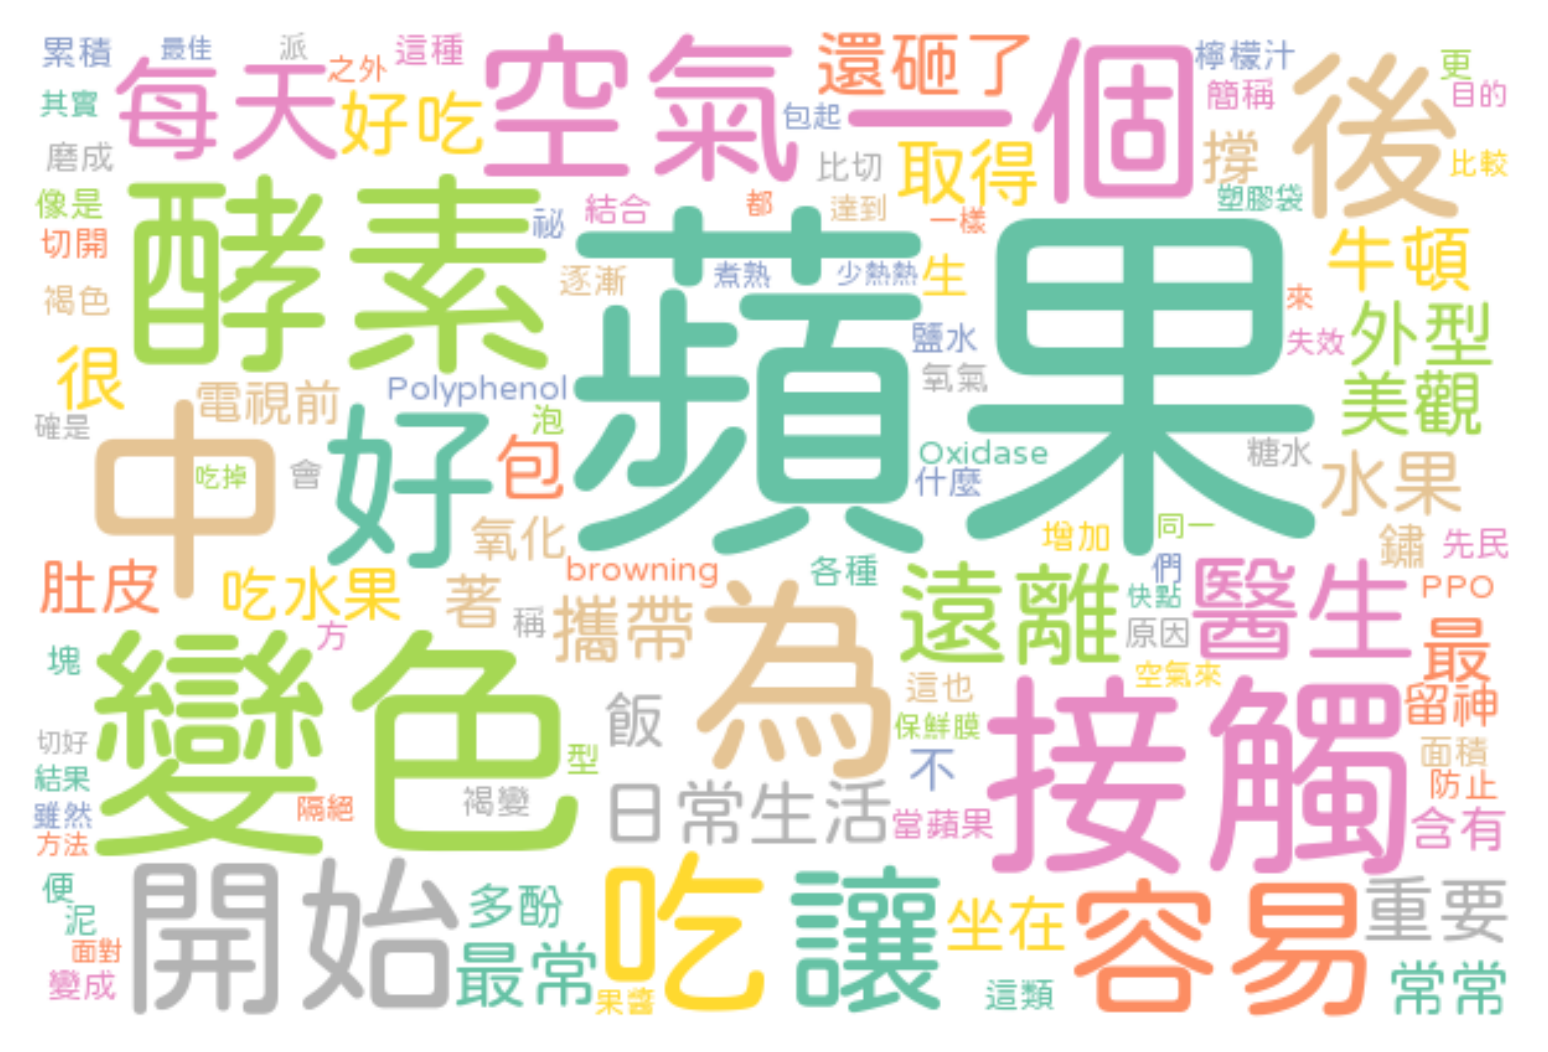 累積 最佳 派 之外 這種 空氣 還砸了 一個 檸檬汁 後 更
其實 每天 好吃 包起 簡稱 目的
磨成 比切 取得 撐 比較
像是 酵素 祕 結合 都 達到 一樣 塑膠袋
切開 蘋果 牛頓
褐色 逐漸 煮熟 少熱熱 生 來
很 鹽水 失效 外型
電視前 Polyphenol 氧氣 美觀
確是 中 好 泡 包 Oxidase 糖水
吃掉 會 什麼 水果
氧化 增加 同一 鏽 先民
肚皮 吃水果 著 browning 各種 遠離 們 快點 醫生 PPO
方 稱 攜帶 為 原因 最
塊 變色 飯 這也 空氣來 接觸 留神
切好 型 保鮮膜 面積
結果 不 防止
雖然 隔絕 褐變 日常生活 當蘋果 含有
方法
便 開始 多酚 吃 讓 坐在 容易 重要
泥
面對 最常
變成 果醬 這類 常常